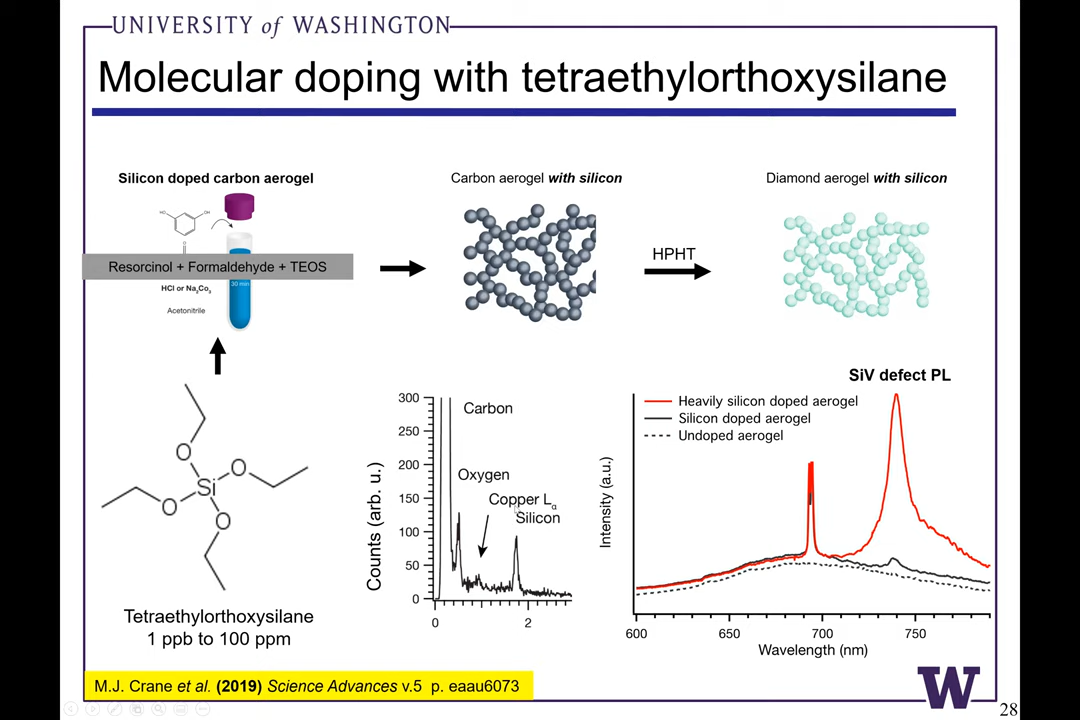 UNIVERSITY of WASHINGTON
Molecular doping with tetraethylorthoxysilane
Silicon doped carbon aerogel
HO
OH
O
Resorcinol + Formaldehyde + TEOS
30 min
HCl or Na2Co3
Acetonitrile
Carbon aerogel with silicon
HPHT
Diamond aerogel with silicon
O
O
Si
O
O
Tetraethylorthoxysilane
1 ppb to 100 ppm
Counts (arb. u.)
300
250
200
150
100
50
0
Carbon
Oxygen
Copper Lα
Silicon
0
2
SiV defect PL
Heavily silicon doped aerogel
Silicon doped aerogel
Undoped aerogel
Intensity (a.u.)
600
650
700
750
Wavelength (nm)
M.J. Crane et al. (2019) Science Advances v.5 p. eaau6073
W
28